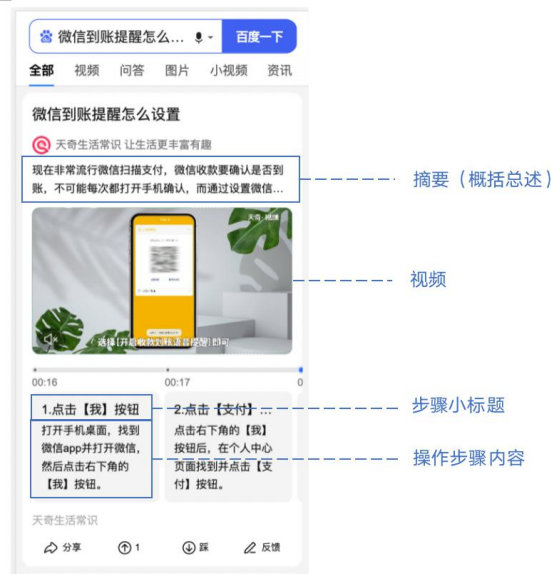 微信到账提醒怎么... 百度一下
全部 视频 问答 图片 小视频 资讯
微信到账提醒怎么设置
天奇生活常识 让生活更丰富有趣
现在非常流行微信扫描支付，微信收款要确认是否到
账，不可能每次都打开手机确认，而通过设置微信...
摘要（概括总述）
天奇·视频
选择[开启收款到账语音提醒]即可
视频
00:16 00:17 0
1.点击【我】按钮
2.点击【支付】...
步骤小标题
打开手机桌面，找到
微信app并打开微信，
然后点击右下角的
【我】按钮。
点击右下角的【我】
按钮后，在个人中心
页面找到并点击【支
付】按钮。
操作步骤内容
天奇生活常识
分享 1 踩 反馈